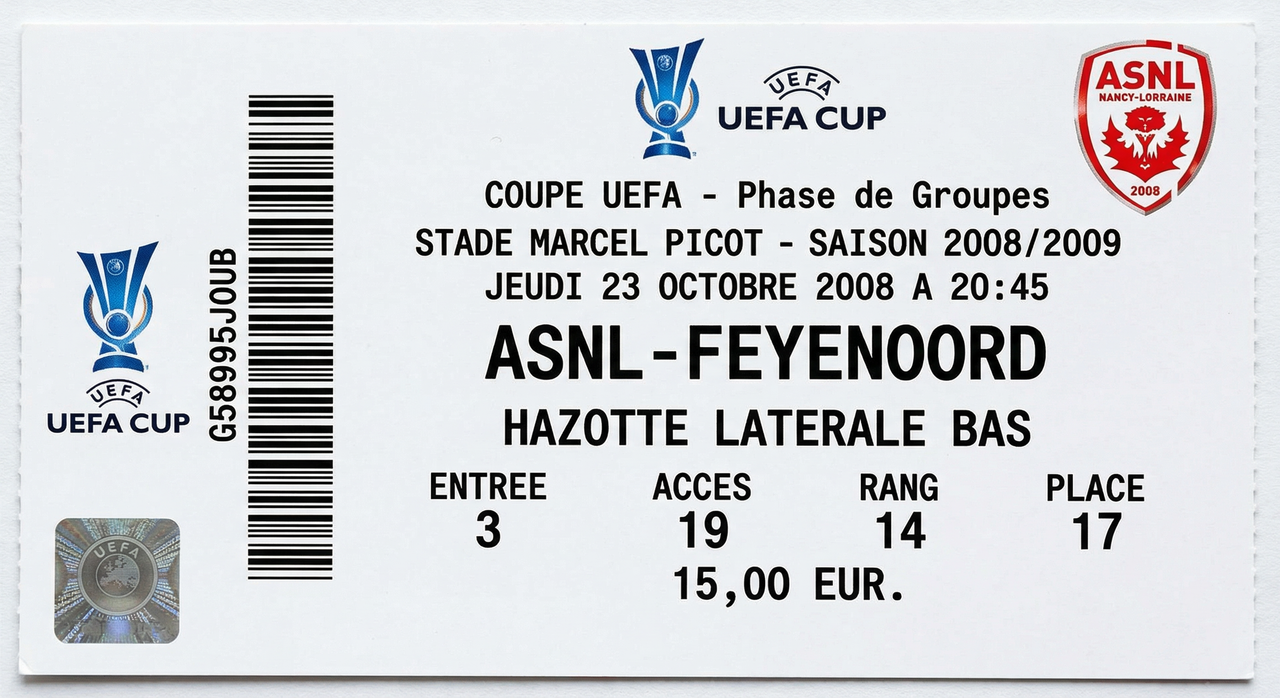 UEFA
UEFA CUP
ASNL
NANCY-LORRAINE
2008
COUPE UEFA - Phase de Groupes
STADE MARCEL PICOT - SAISON 2008/2009
JEUDI 23 OCTOBRE 2008 A 20:45
ASNL-FEYENOORD
HAZOTTE LATERALE BAS
ENTREE ACCES RANG PLACE
3 19 14 17
15,00 EUR.
G58995JOUB
UEFA
UEFA CUP
UEFA